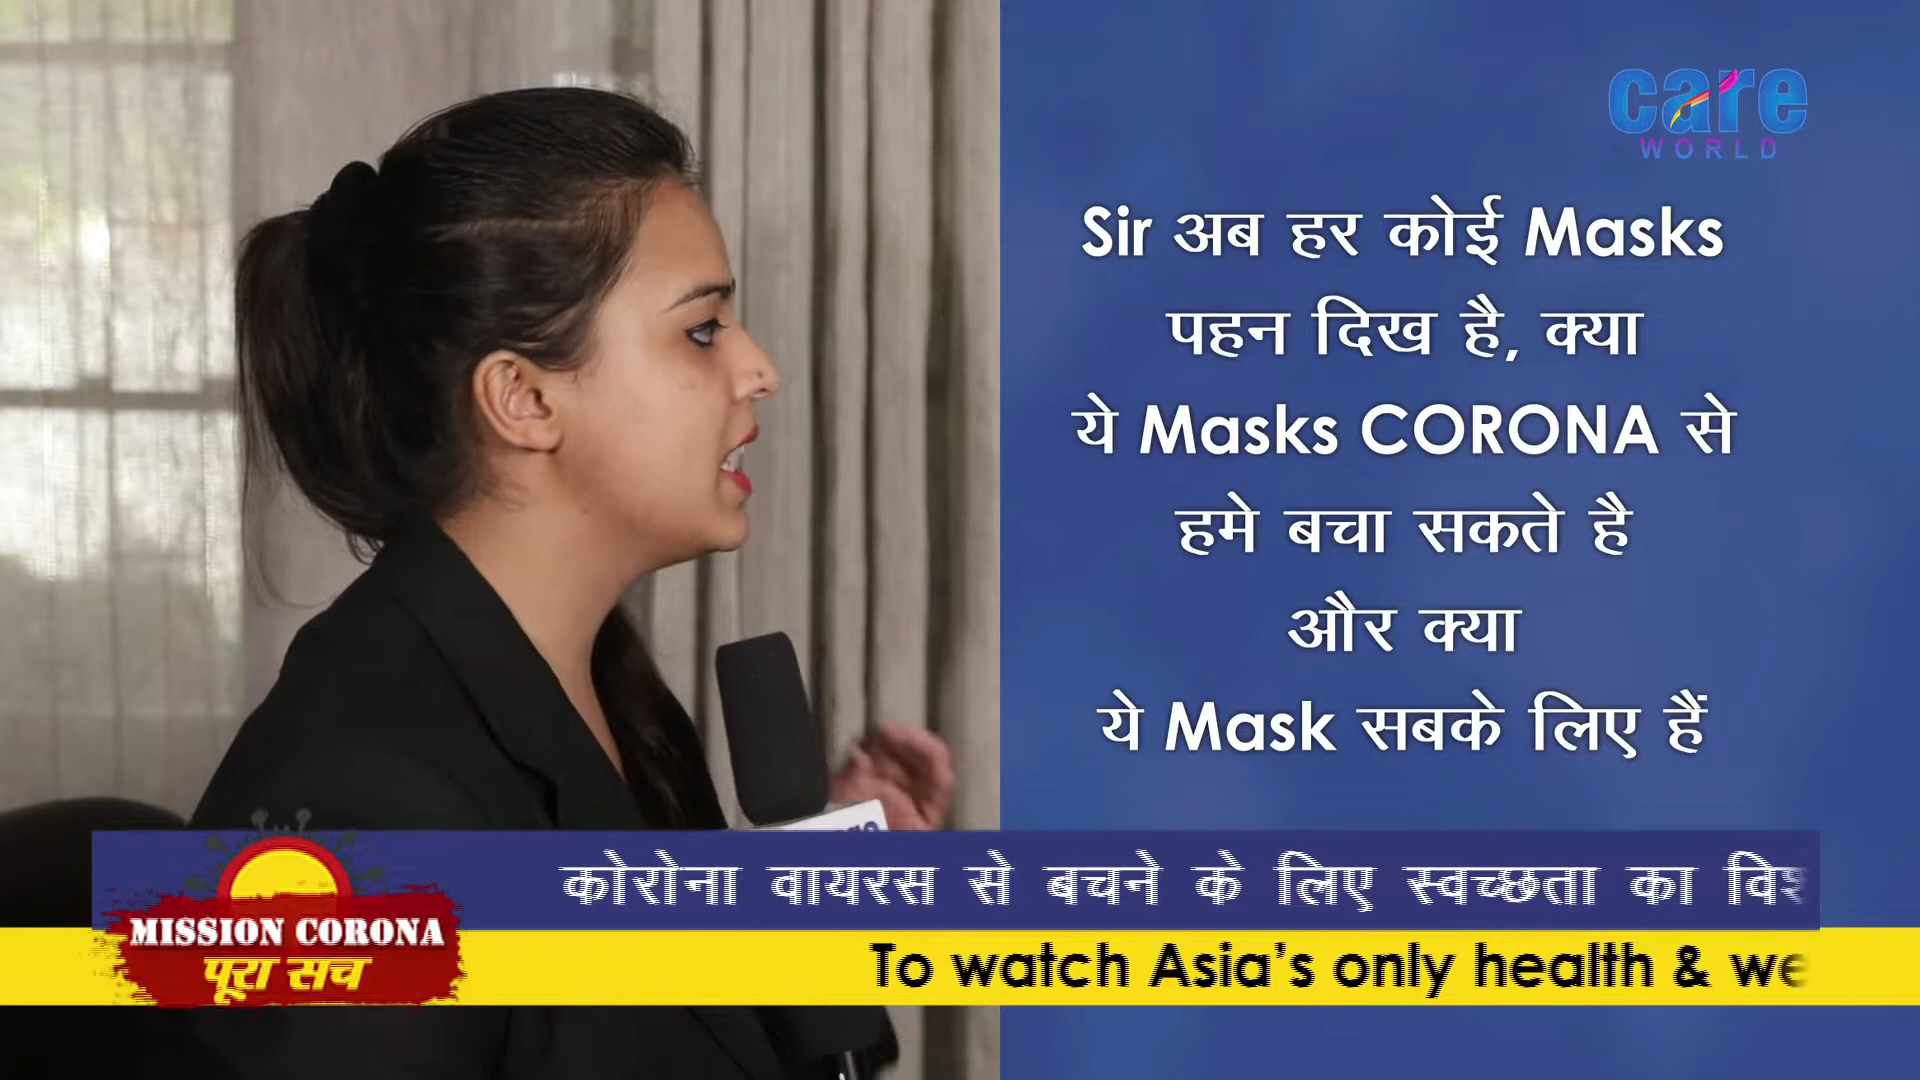 care
WORLD
Sir अब हर कोई Masks
पहन दिख है, क्या
ये Masks CORONA से
हमे बचा सकते है
और क्या
ये Mask सबके लिए हैं
कोरोना वायरस से बचने के लिए स्वच्छता का
MISSION CORONA
पूरा सच
To watch Asia's only health &